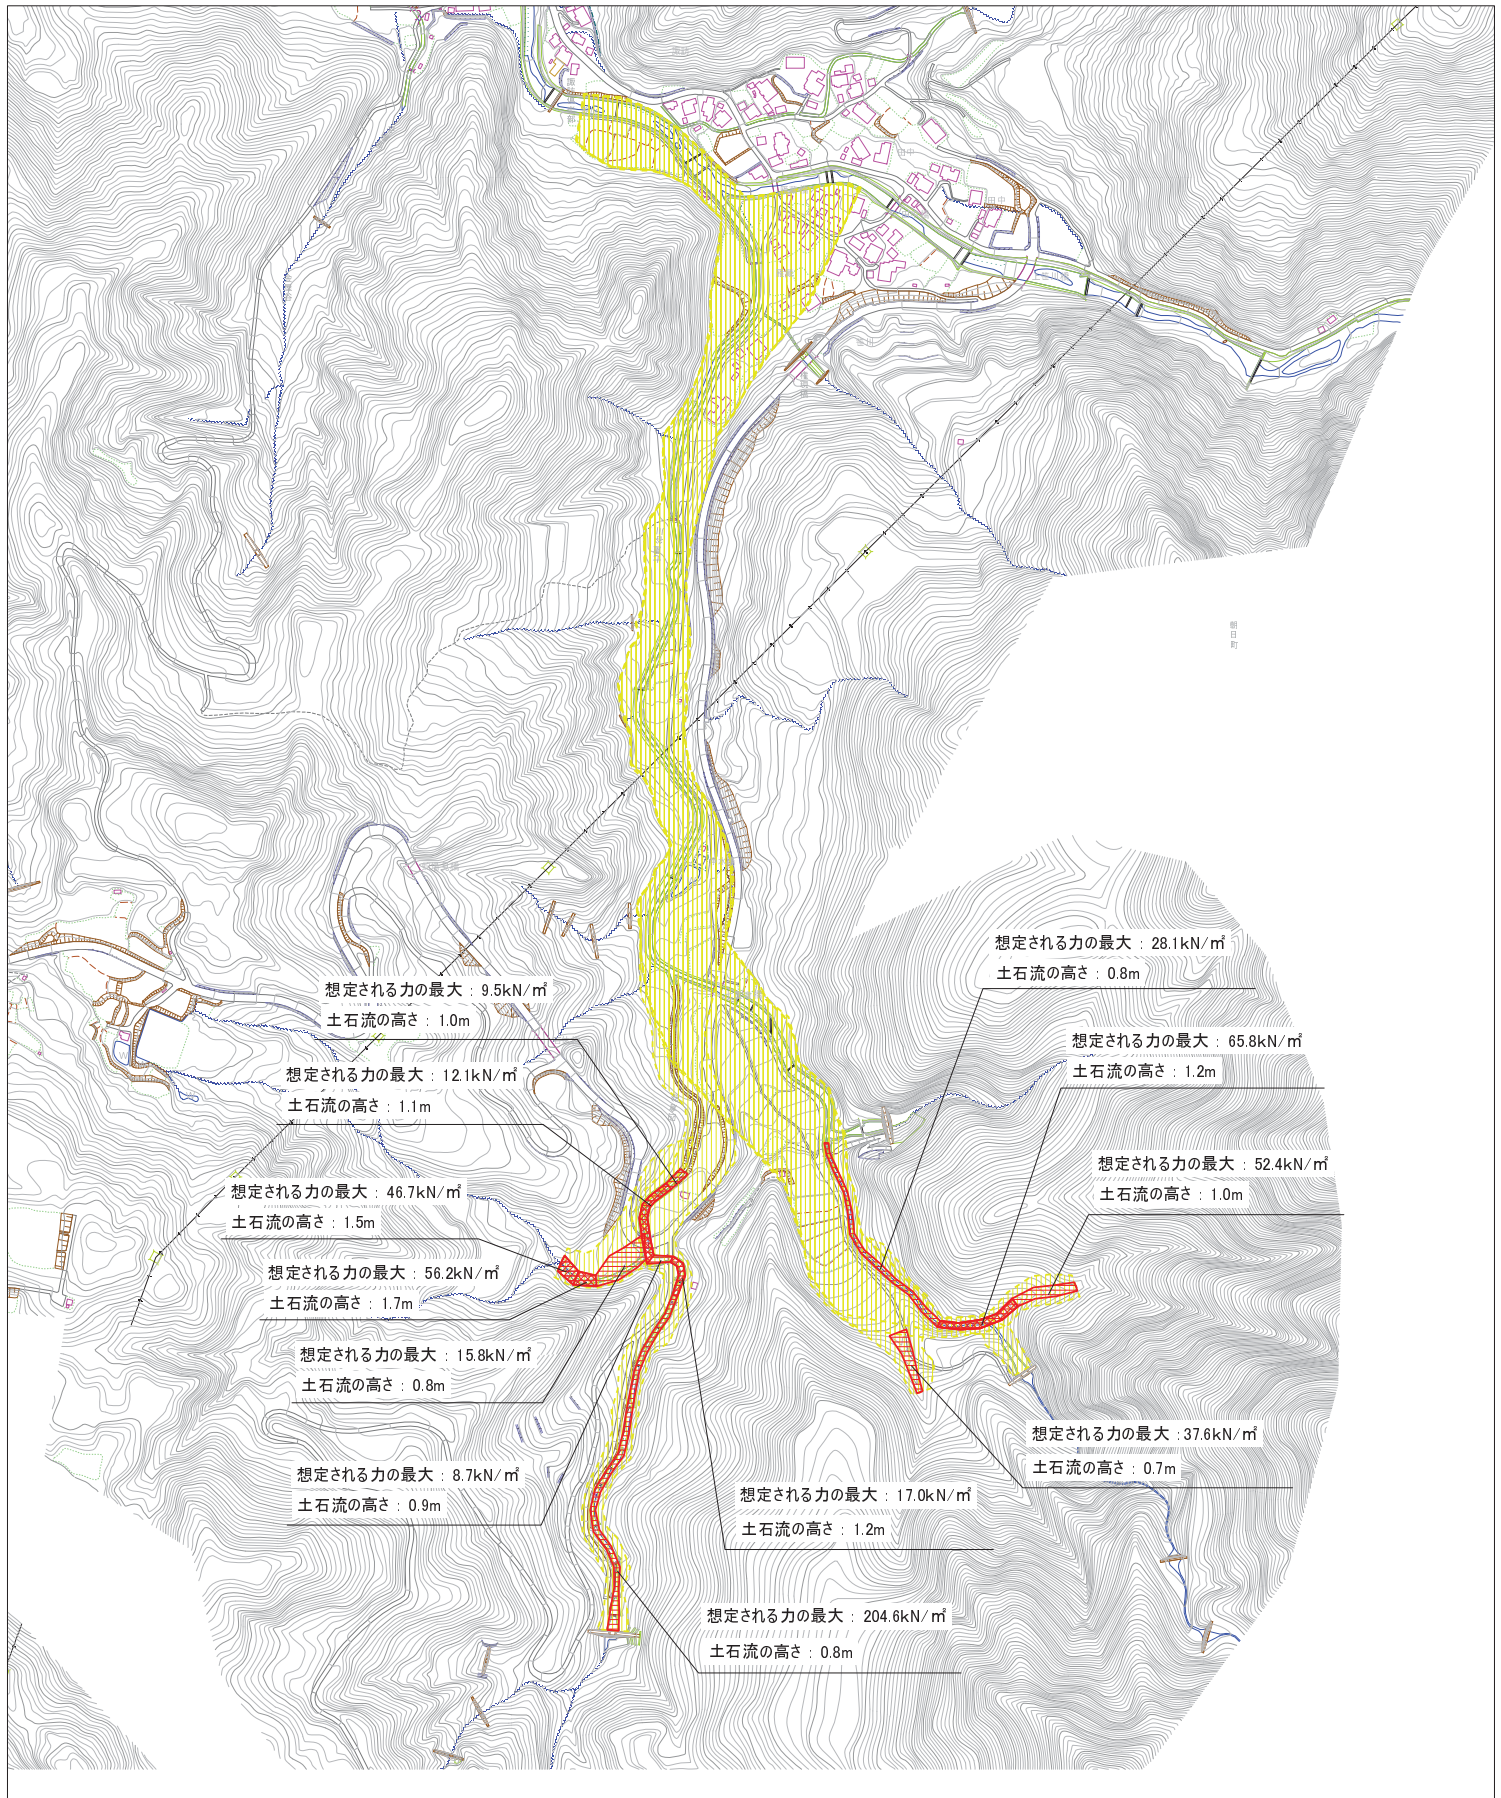 田中
田中
朝日町
想定される力の最大 : 28.1kN/㎡
土石流の高さ : 0.8m
想定される力の最大 : 9.5kN/㎡
土石流の高さ : 1.0m
想定される力の最大 : 65.8kN/㎡
土石流の高さ : 1.2m
想定される力の最大 : 12.1kN/㎡
土石流の高さ : 1.1m
想定される力の最大 : 52.4kN/㎡
土石流の高さ : 1.0m
想定される力の最大 : 46.7kN/㎡
土石流の高さ : 1.5m
想定される力の最大 : 56.2kN/㎡
土石流の高さ : 1.7m
想定される力の最大 : 15.8kN/㎡
土石流の高さ : 0.8m
想定される力の最大 : 37.6kN/㎡
土石流の高さ : 0.7m
想定される力の最大 : 8.7kN/㎡
土石流の高さ : 0.9m
想定される力の最大 : 17.0kN/㎡
土石流の高さ : 1.2m
想定される力の最大 : 204.6kN/㎡
土石流の高さ : 0.8m